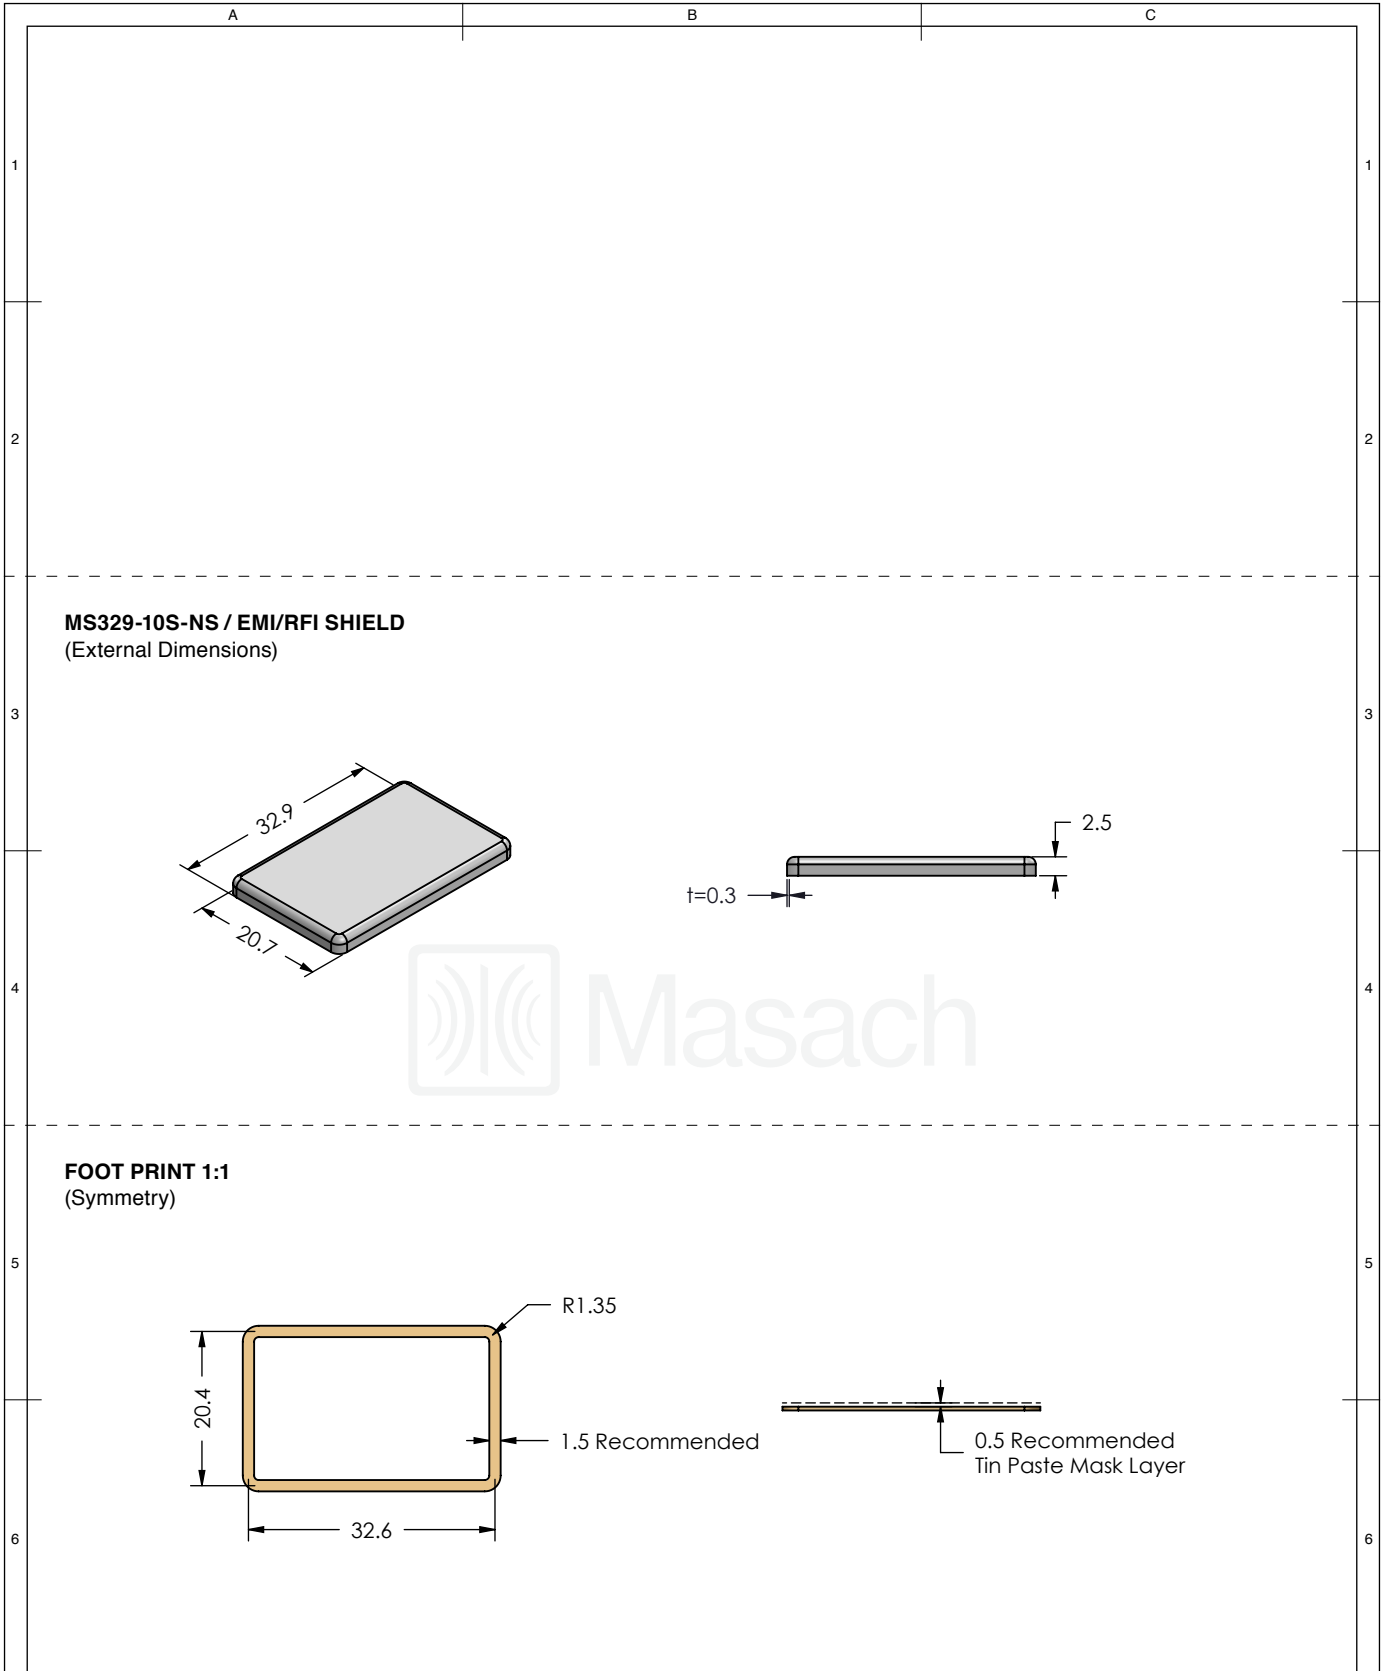 A B C
1 1
2 2
MS329-10S-NS / EMI/RFI SHIELD
(External Dimensions)
3 3
32.9
2.5
t=0.3
20.7
4 4
Masach
FOOT PRINT 1:1
(Symmetry)
5 5
R1.35
20.4
1.5 Recommended
0.5 Recommended
Tin Paste Mask Layer
32.6
6 6